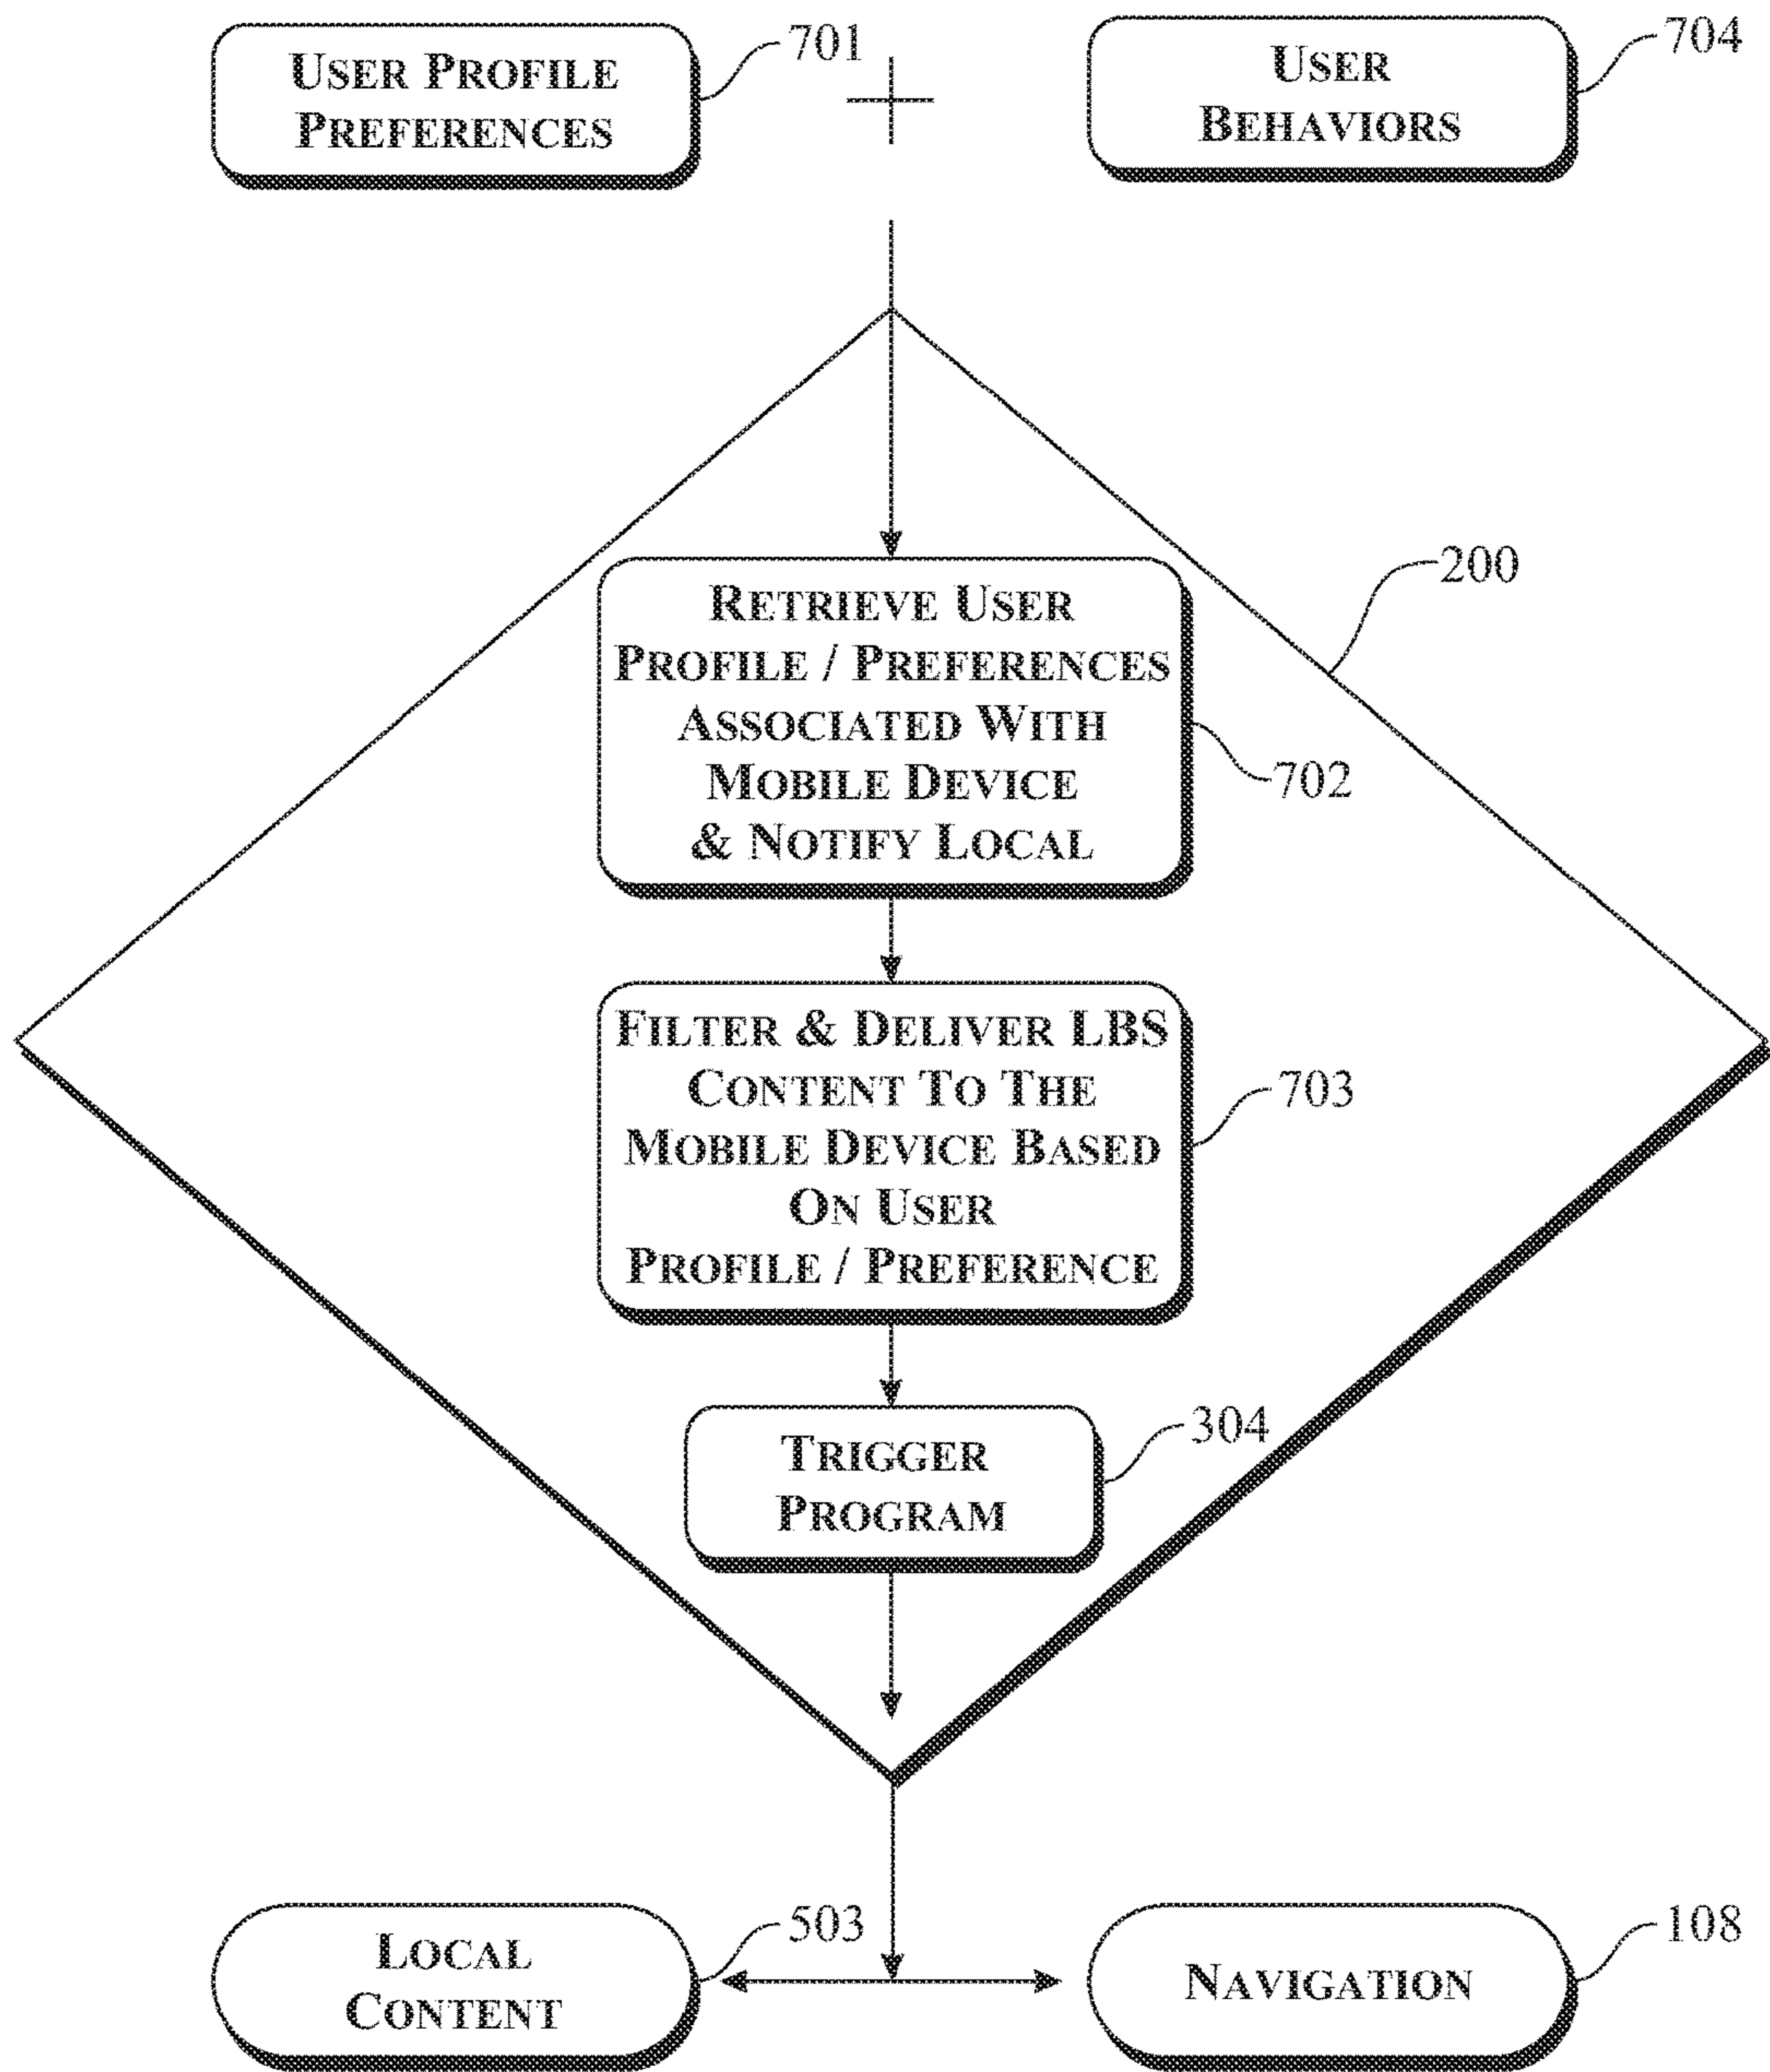 USER PROFILE
PREFERENCES
701
USER
BEHAVIORS
704
200
RETRIEVE USER
PROFILE / PREFERENCES
ASSOCIATED WITH
MOBILE DEVICE
& NOTIFY LOCAL
702
FILTER & DELIVER LBS
CONTENT TO THE
MOBILE DEVICE BASED
ON USER
PROFILE / PREFERENCE
703
TRIGGER
PROGRAM
304
LOCAL
CONTENT
503
NAVIGATION
108